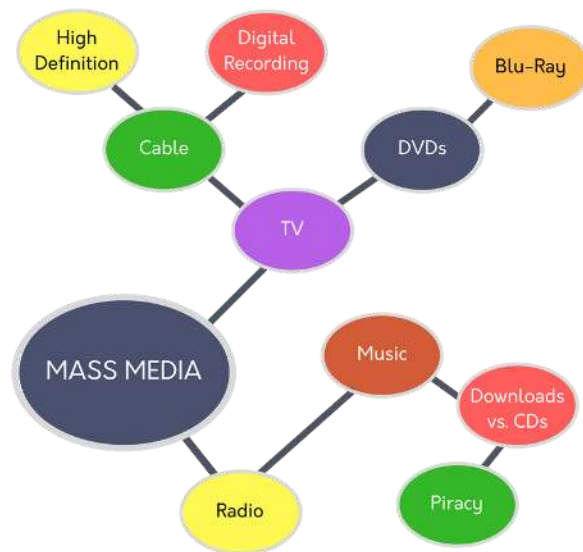 High
Definition
Digital
Recording
Blu-Ray
Cable
DVDs
TV
MASS MEDIA
Music
Downloads
vs. CDs
Radio
Piracy